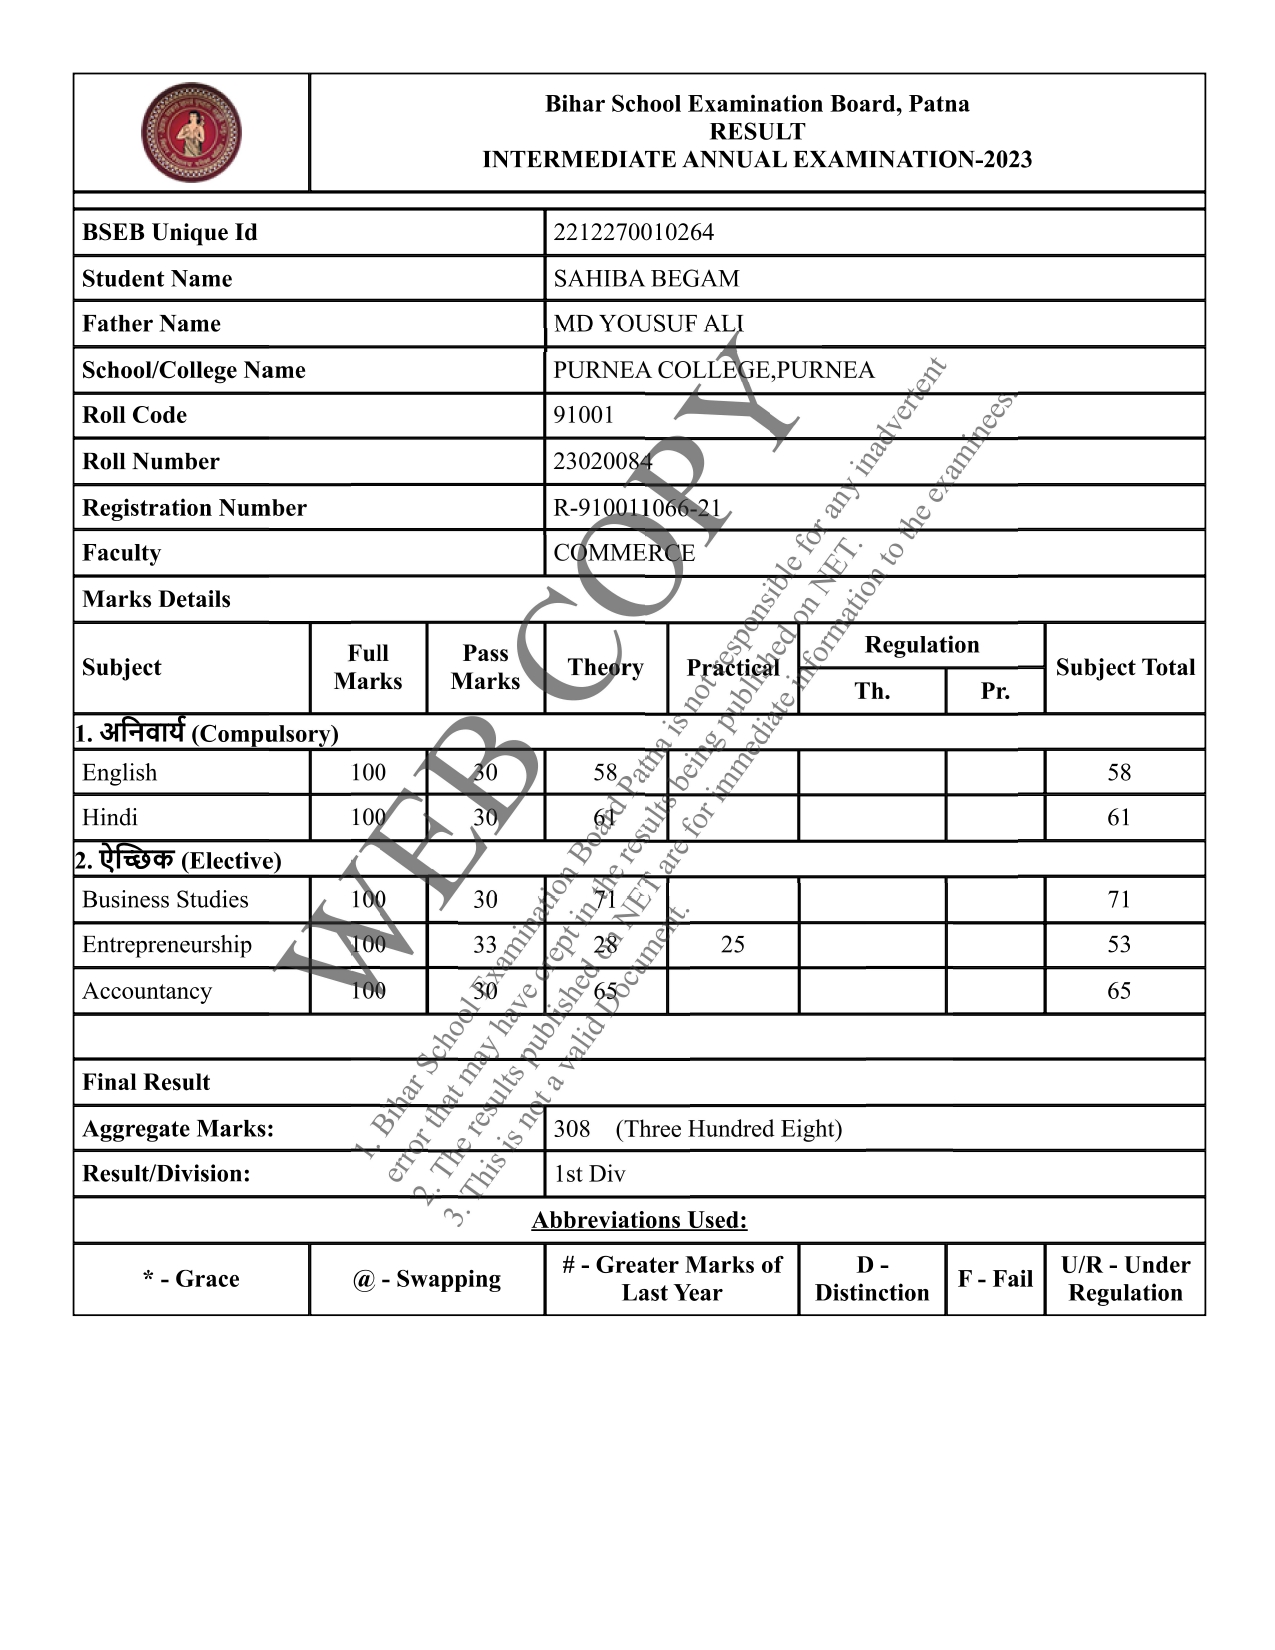 Bihar School Examination Board, Patna
RESULT
INTERMEDIATE ANNUAL EXAMINATION-2023
BSEB Unique Id 2212270010264
Student Name SAHIBA BEGAM
Father Name MD YOUSUF ALI
School/College Name PURNEA COLLEGE,PURNEA
Roll Code 91001
Roll Number 23020084
Registration Number R-910011066-21
Faculty COMMERCE
Marks Details
Subject Full Marks Pass Marks Theory Practical Regulation Th. Pr. Subject Total
1. अनिवार्य (Compulsory)
English 100 30 58 58
Hindi 100 30 61 61
2. ऐच्छिक (Elective)
Business Studies 100 30 71 71
Entrepreneurship 100 33 28 25 53
Accountancy 100 30 65 65
Final Result
Aggregate Marks: 308 (Three Hundred Eight)
Result/Division: 1st Div
Abbreviations Used:
* - Grace @ - Swapping # - Greater Marks of Last Year D - Distinction F - Fail U/R - Under Regulation
WEB COPY
1. Bihar School Examination Board Patna is not responsible for any inadvertent
error that may have crept in the results being published on NET.
2. The results published on NET are for immediate information to the examinees.
3. This is not a valid Document.